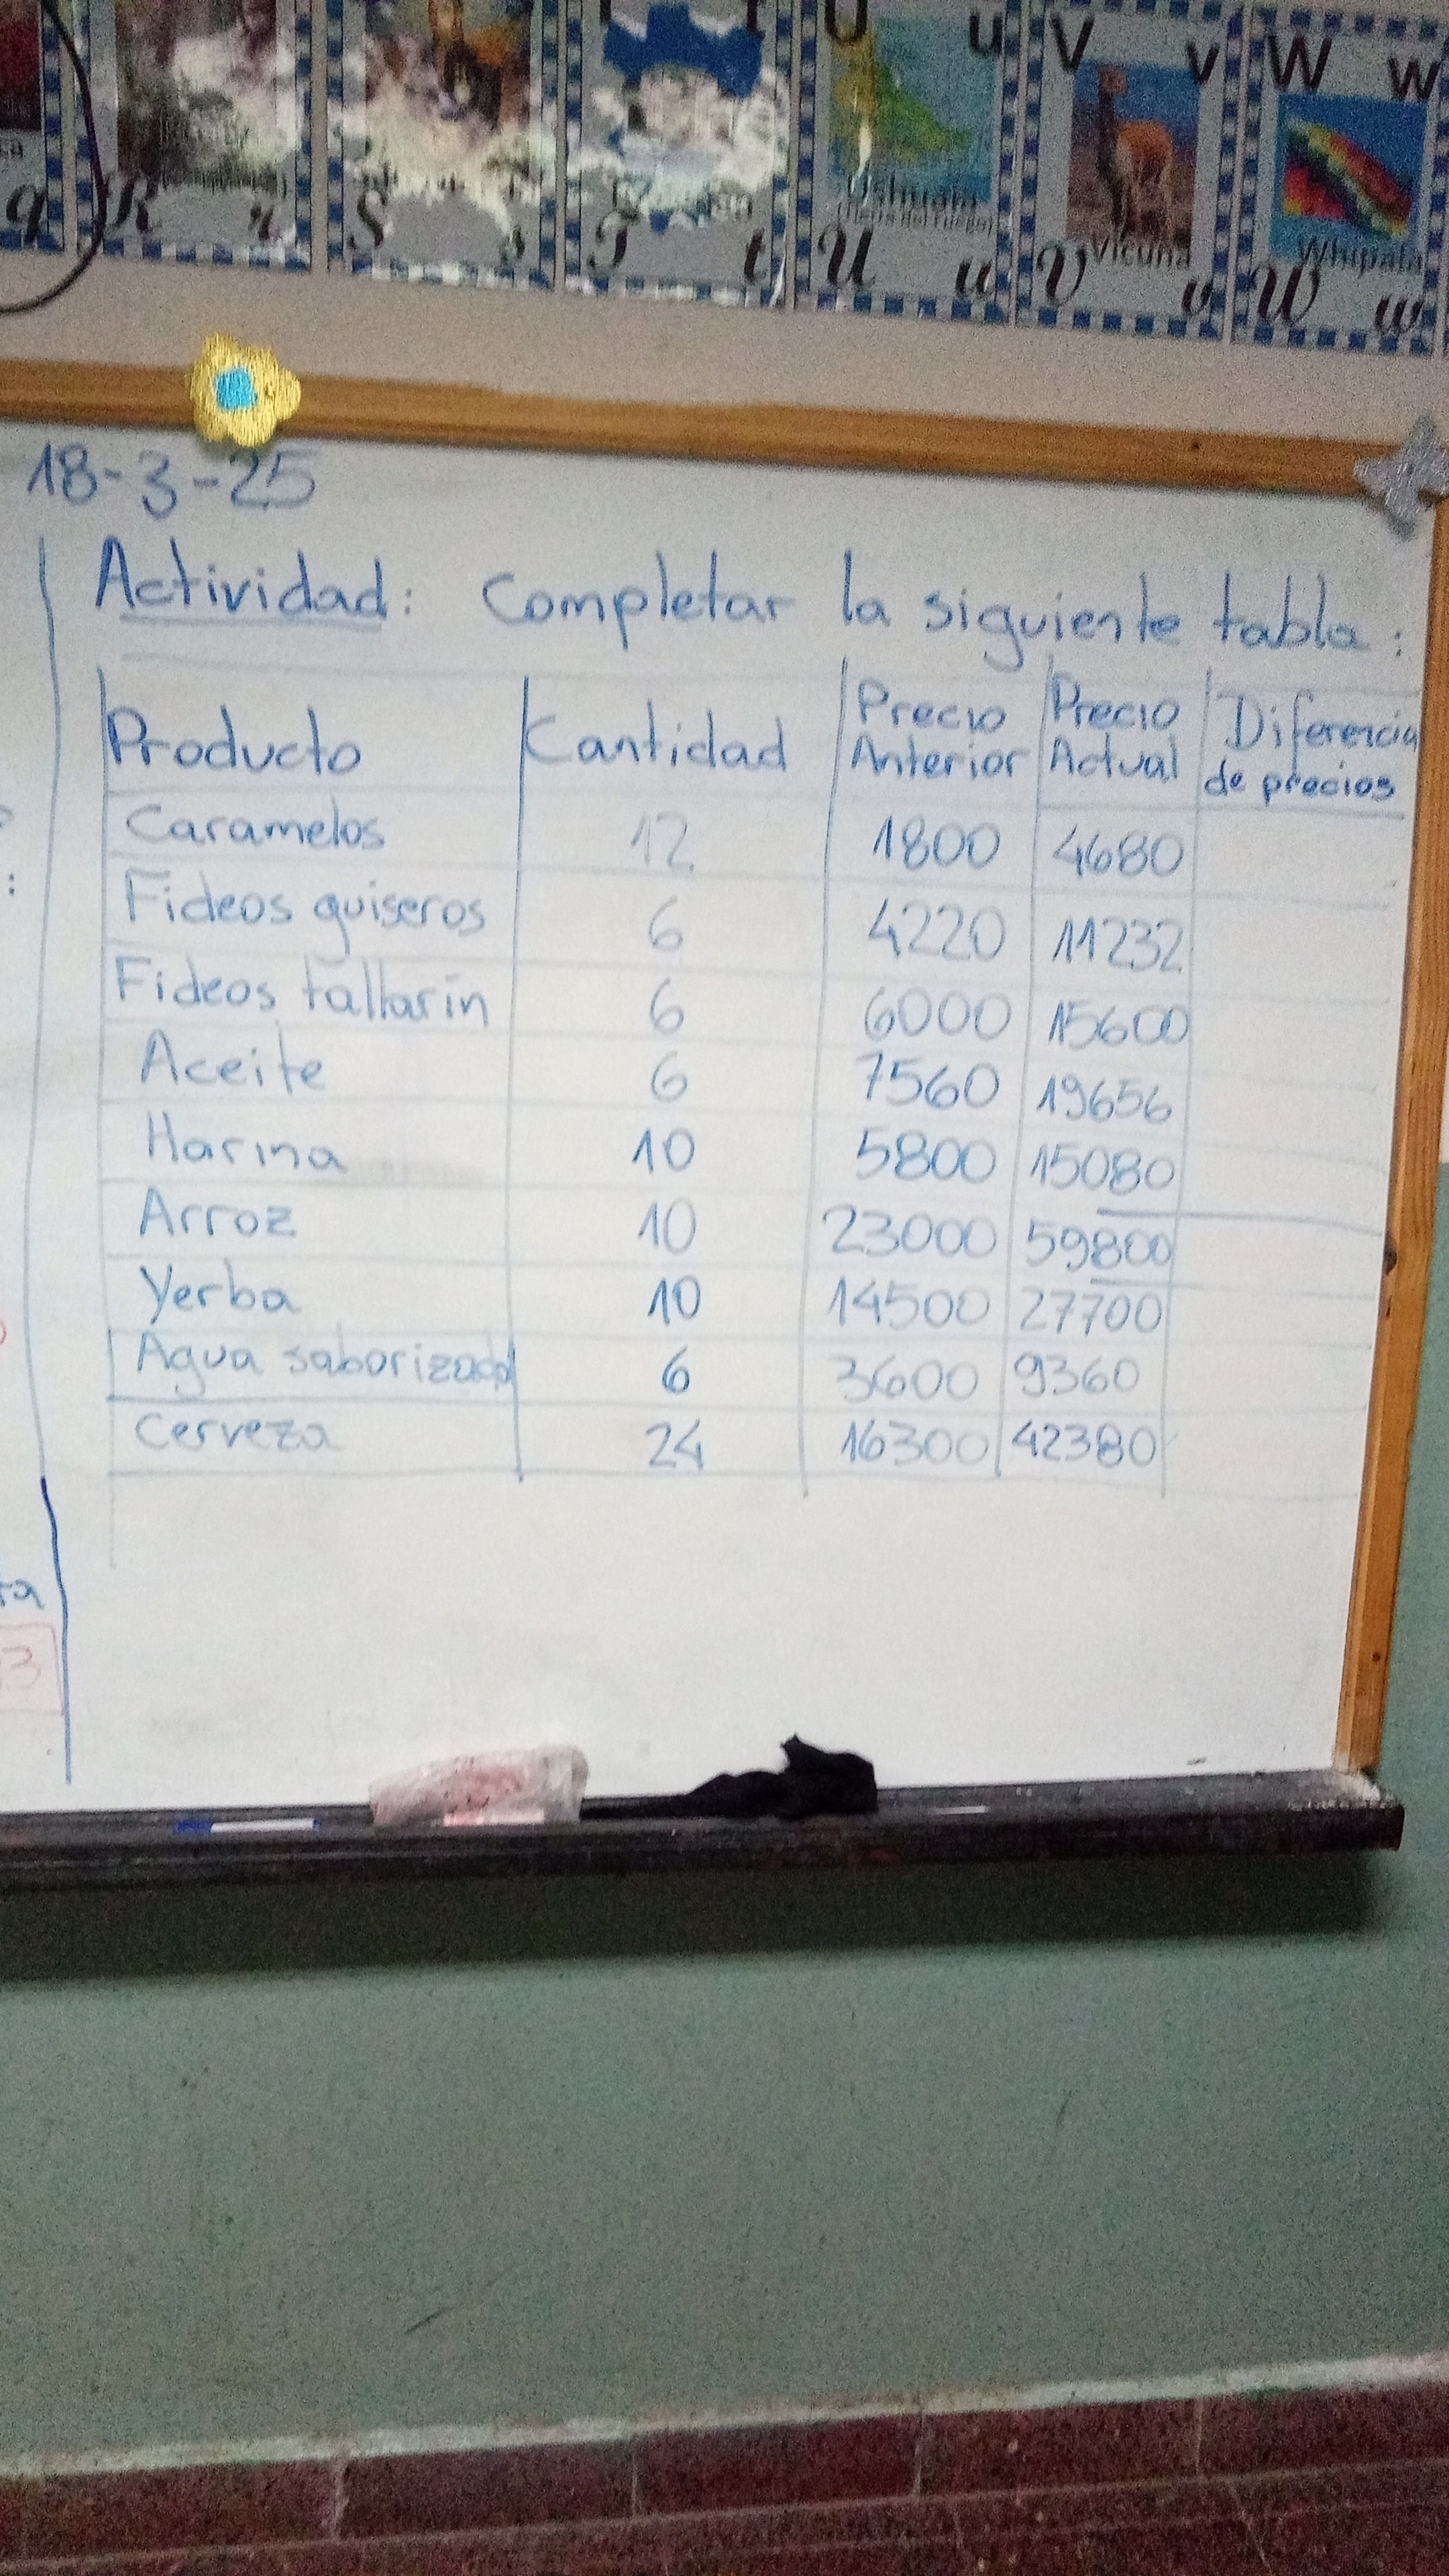 U u V v W w
Ushuaia
(Tierra del Fuego)
Vicuña
Whipala
q R r S s T t U u V v W w
18-3-25
Actividad: Completar la siguiente tabla:
Producto Cantidad Precio Anterior Precio Actual Diferencia de precios
Caramelos 12 1800 4680
Fideos guiseros 6 4220 11232
Fideos tallarin 6 6000 15600
Aceite 6 7560 19656
Harina 10 5800 15080
Arroz 10 23000 59800
Yerba 10 14500 27700
Agua saborizada 6 3600 9360
Cerveza 24 16300 42380
ta
3